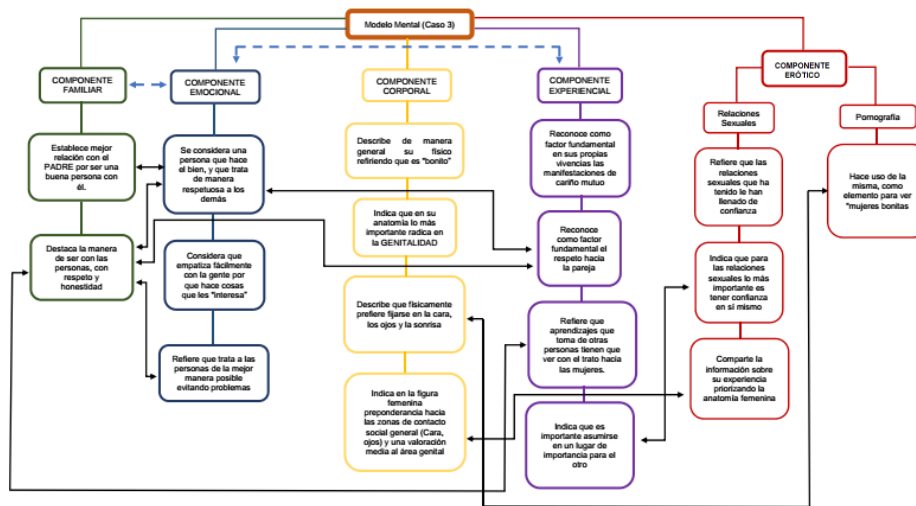 Modelo Mental (Caso 3)
COMPONENTE
FAMILIAR
Establece mejor
relación con el
PADRE por ser una
buena persona con
él.
Destaca la manera
de ser con las
personas, con
respeto y
honestidad
COMPONENTE
EMOCIONAL
Se considera una
persona que hace
el bien, y que trata
de manera
respetuosa a los
demás
Considera que
empatiza fácilmente
con la gente por
que hace cosas
que les "interesa"
Refiere que trata a las
personas de la mejor
manera posible
evitando problemas
COMPONENTE
CORPORAL
Describe de manera
general su físico
refiriendo que es "bonito"
Indica que en su
anatomía lo más
importante radica en
la GENITALIDAD
Describe que físicamente
prefiere fijarse en la cara,
los ojos y la sonrisa
Indica en la figura
femenina
preponderancia hacia
las zonas de contacto
social general (Cara,
ojos) y una valoración
media al área genital
COMPONENTE
EXPERIENCIAL
Reconoce como
factor fundamental
en sus propias
vivencias las
manifestaciones de
cariño mutuo
Reconoce
como factor
fundamental el
respeto hacia
la pareja
Refiere que
aprendizajes que
toma de otras
personas tienen que
ver con el trato hacia
las mujeres.
Indica que es
importante asumirse
en un lugar de
importancia para el
otro
COMPONENTE
ERÓTICO
Relaciones
Sexuales
Refiere que las
relaciones
sexuales que ha
tenido le han
llenado de
confianza
Indica que para
las relaciones
sexuales lo más
importante es
tener confianza
en sí mismo
Comparte la
información sobre
su experiencia
priorizando la
anatomía femenina
Pornografía
Hace uso de la
misma, como
elemento para ver
"mujeres bonitas